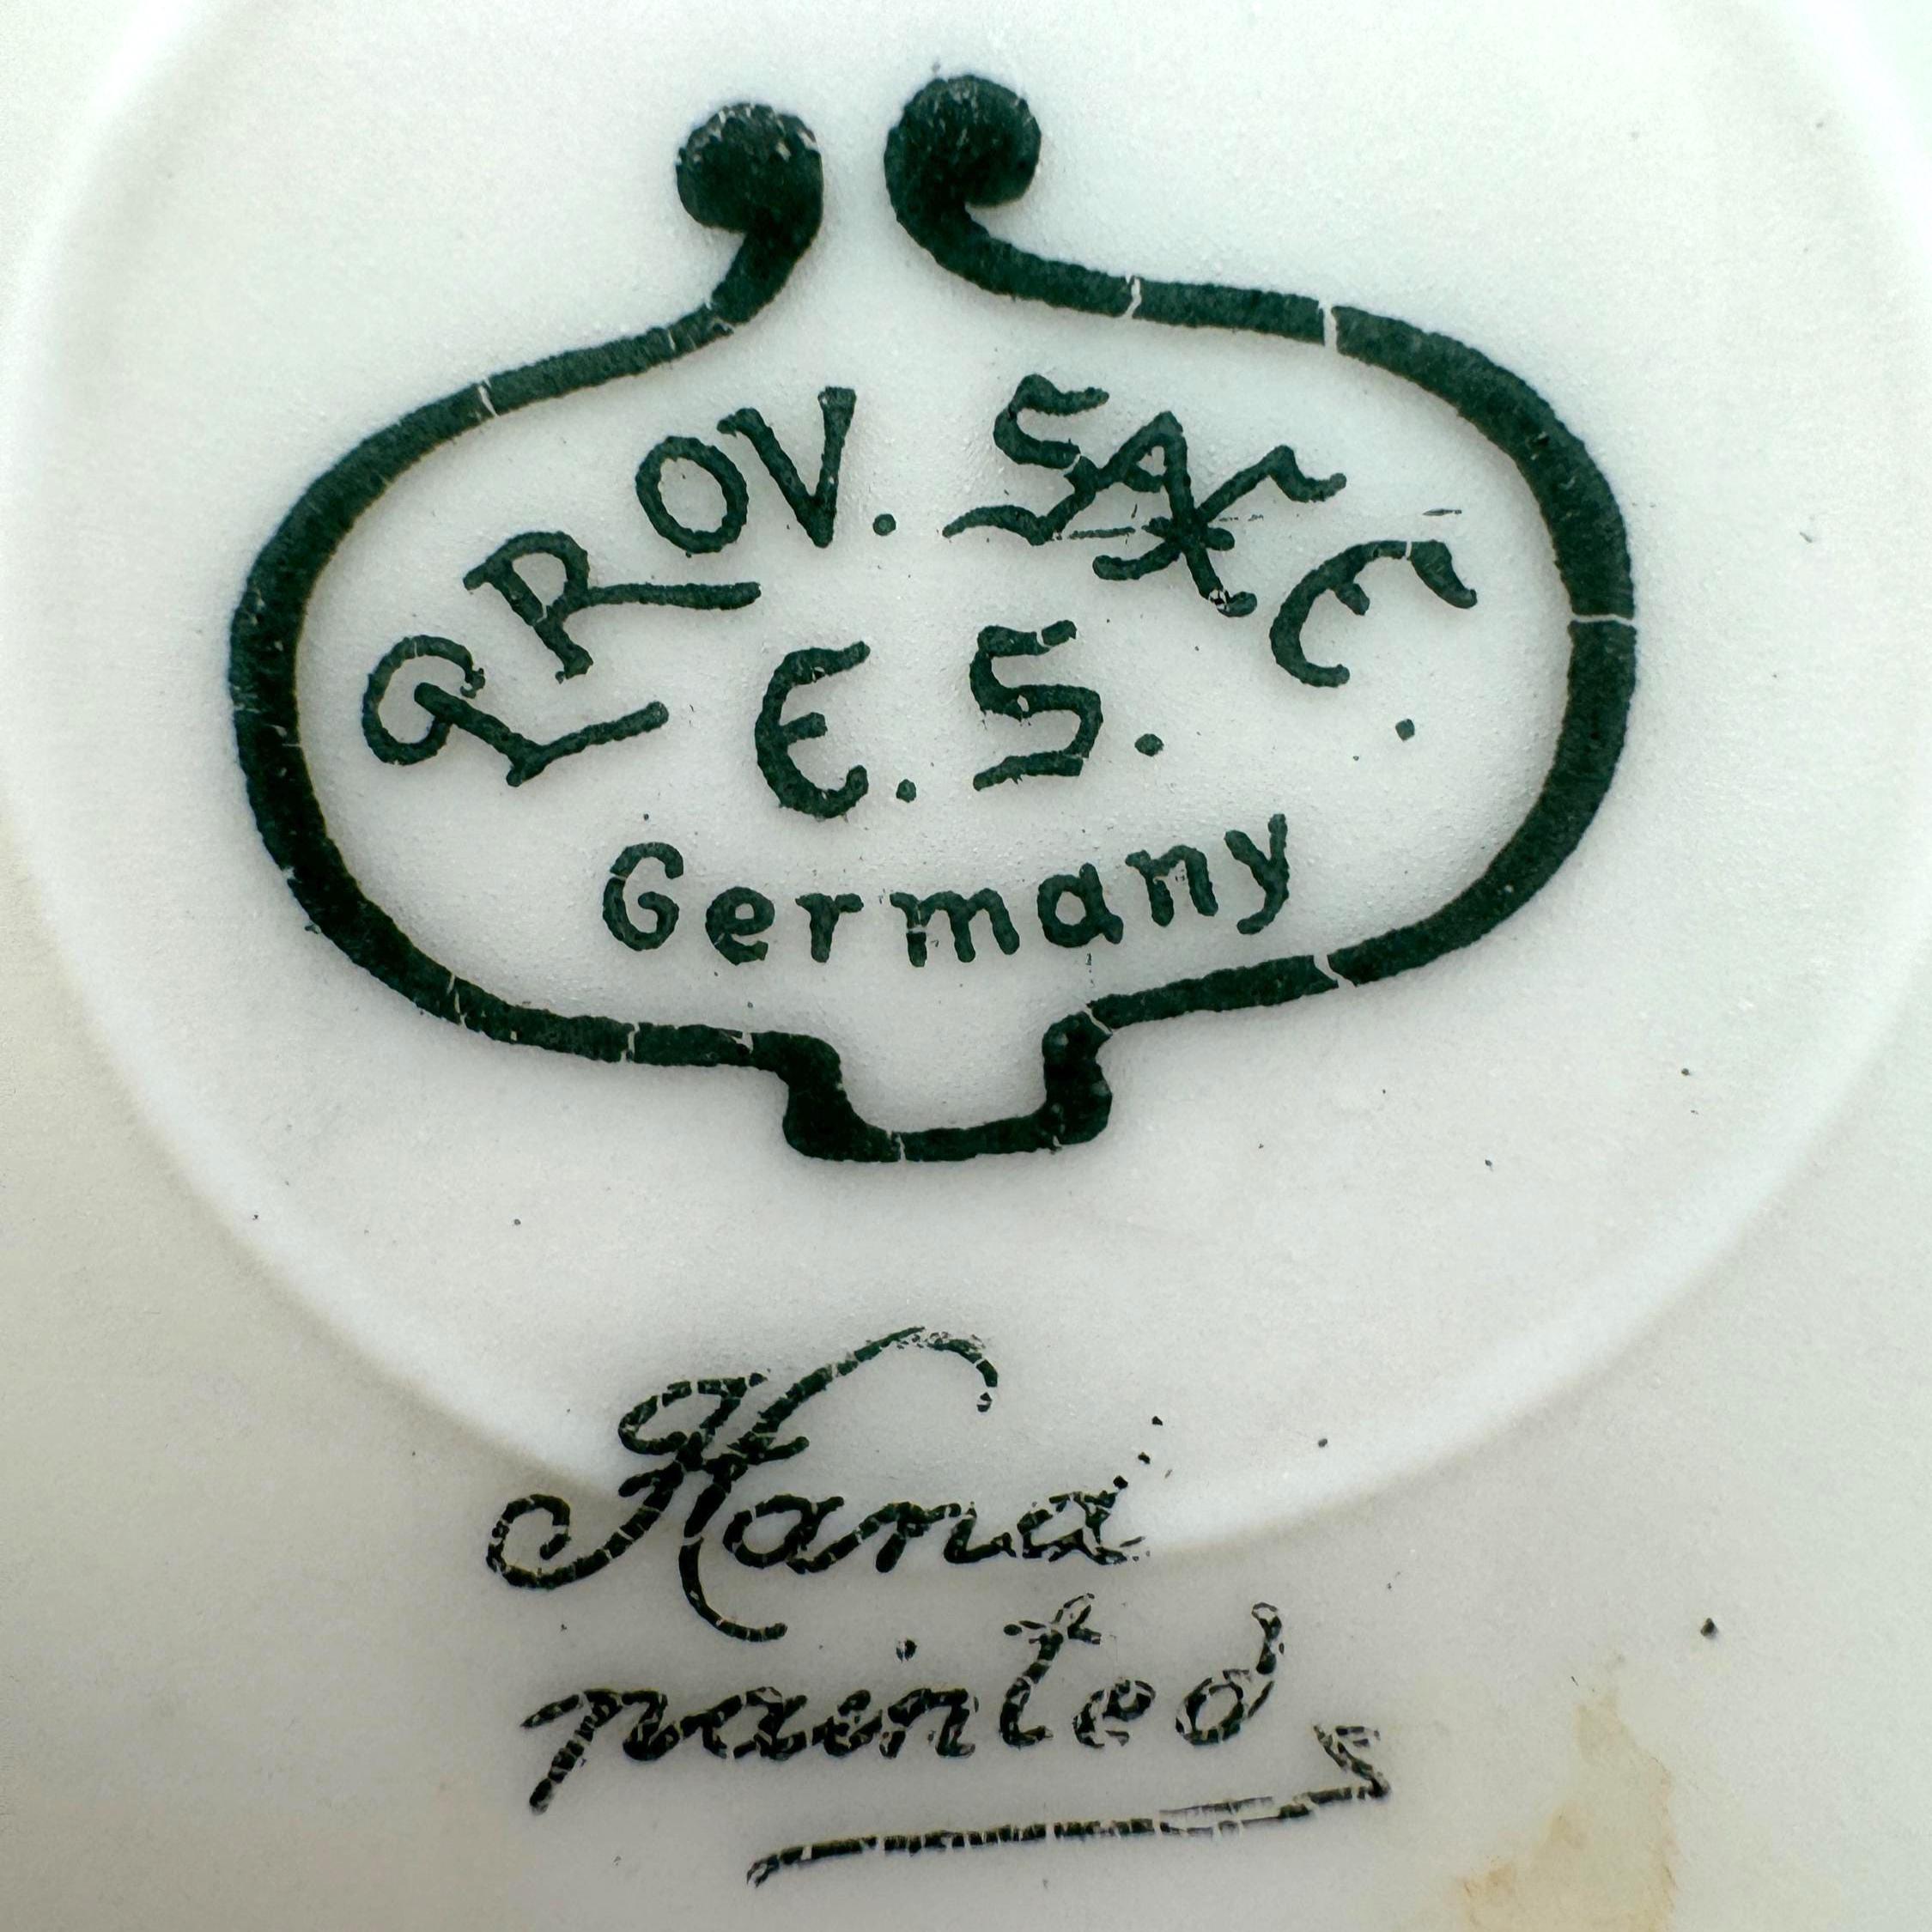 PROV. SAXE.
E. S.
Germany
Hand
painted